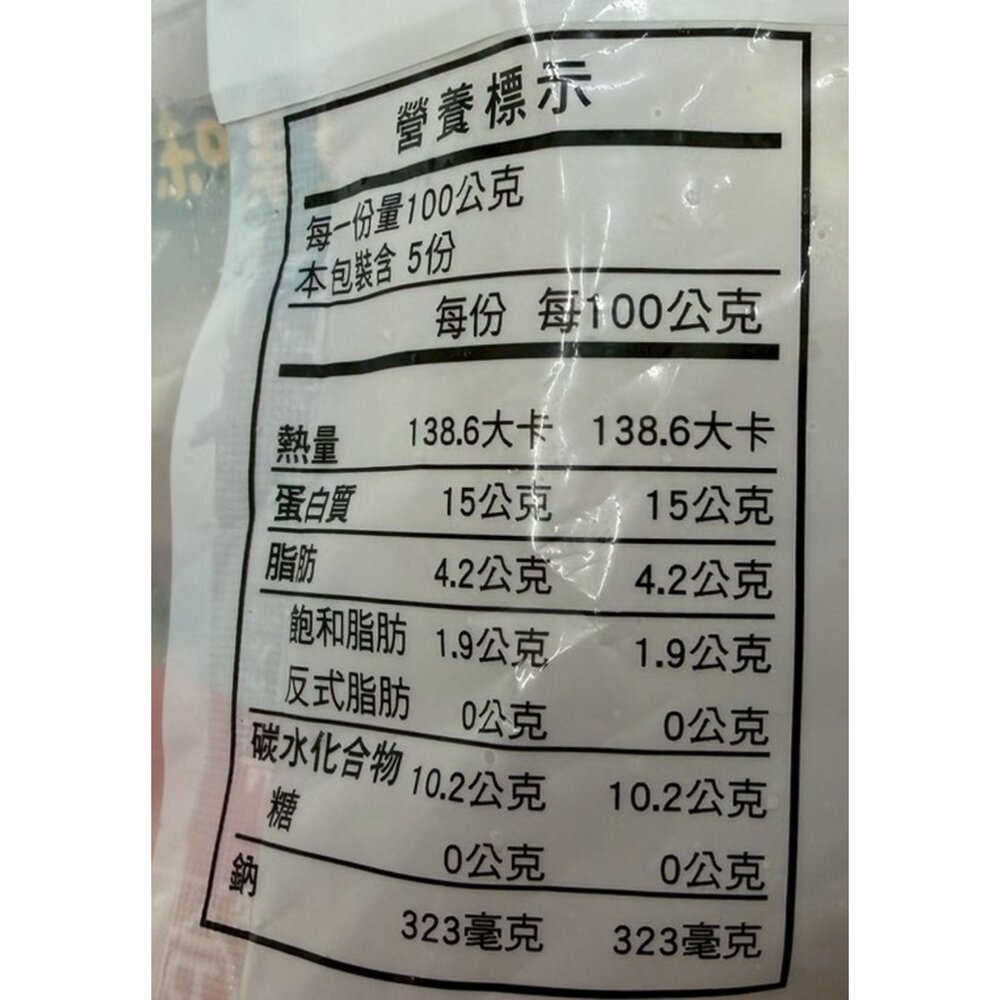 營養標示
每一份量100公克
本包裝含 5份
每份 每100公克
熱量 138.6大卡 138.6大卡
蛋白質 15公克 15公克
脂肪 4.2公克 4.2公克
飽和脂肪 1.9公克 1.9公克
反式脂肪 0公克 0公克
碳水化合物 10.2公克 10.2公克
糖 0公克 0公克
鈉 323毫克 323毫克